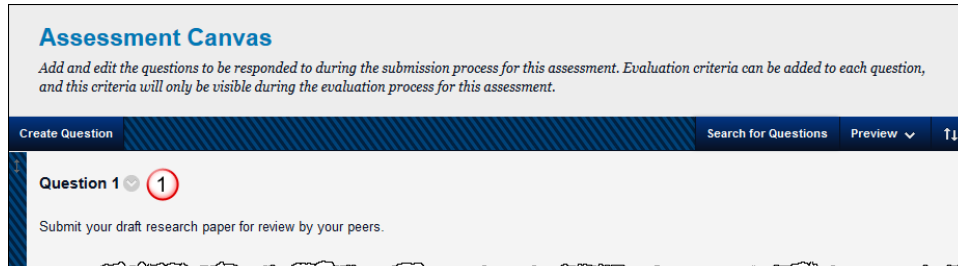 Assessment Canvas
Add and edit the questions to be responded to during the submission process for this assessment. Evaluation criteria can be added to each question,
and this criteria will only be visible during the evaluation process for this assessment.
Create Question Search for Questions Preview
Question 1 1
Submit your draft research paper for review by your peers.